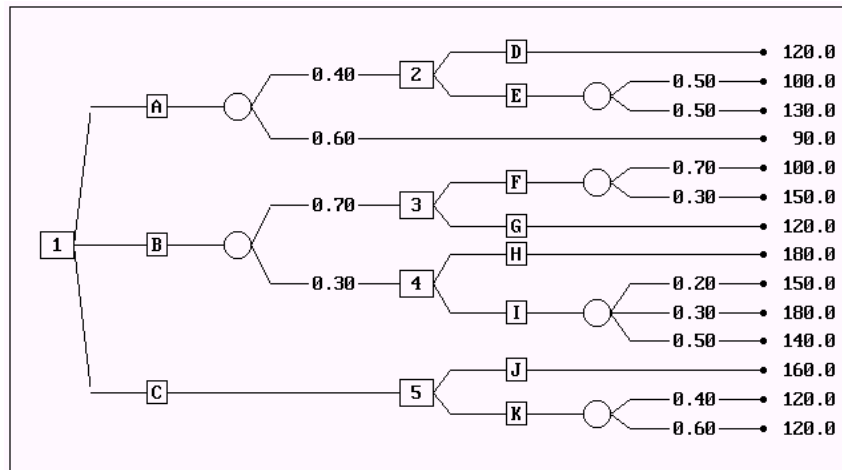 D 120.0
0.40 2
0.50 100.0
E
A
0.50 130.0
0.60 90.0
0.70 100.0
F
0.70 3
0.30 150.0
G 120.0
1 B
H 180.0
0.30 4
0.20 150.0
I 0.30 180.0
0.50 140.0
J 160.0
C 5
0.40 120.0
K
0.60 120.0